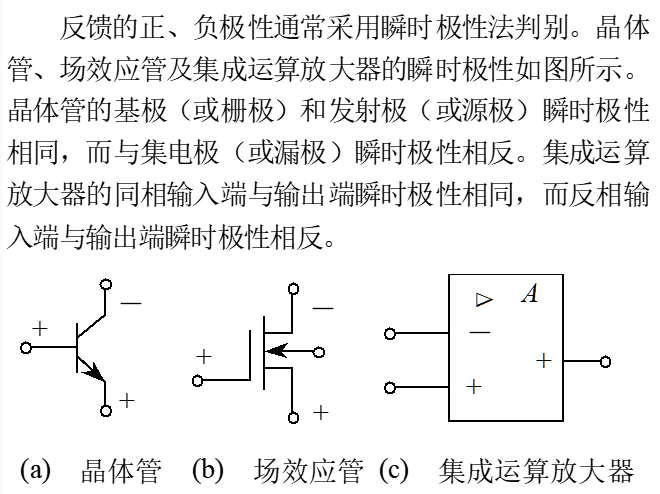 反馈的正、负极性通常采用瞬时极性法判别。晶体
管、场效应管及集成运算放大器的瞬时极性如图所示。
晶体管的基极（或栅极）和发射极（或源极）瞬时极性
相同，而与集电极（或漏极）瞬时极性相反。集成运算
放大器的同相输入端与输出端瞬时极性相同，而反相输
入端与输出端瞬时极性相反。
+ − +
+ − +
A
− + +
(a) 晶体管 (b) 场效应管 (c) 集成运算放大器